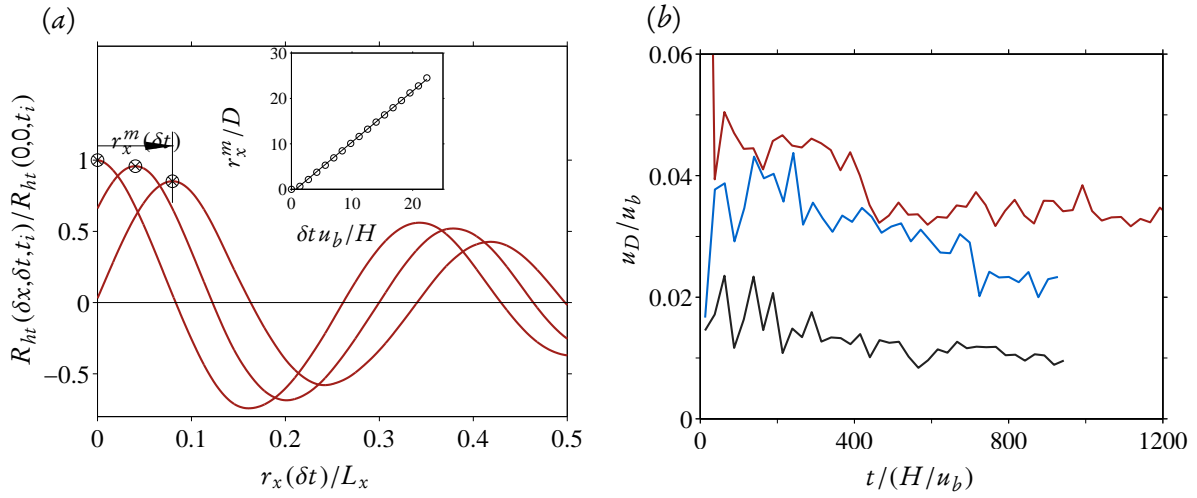 (a)
R_ht(δx,δt,t_i)/R_ht(0,0,t_i)
1
0.5
0
−0.5
r_x^m(δt)
0
0.1
0.2
0.3
0.4
0.5
r_x(δt)/L_x
r_x^m/D
30
20
10
0
0
10
20
δtu_b/H
(b)
u_D/u_b
0.06
0.04
0.02
0
0
400
800
1200
t/(H/u_b)